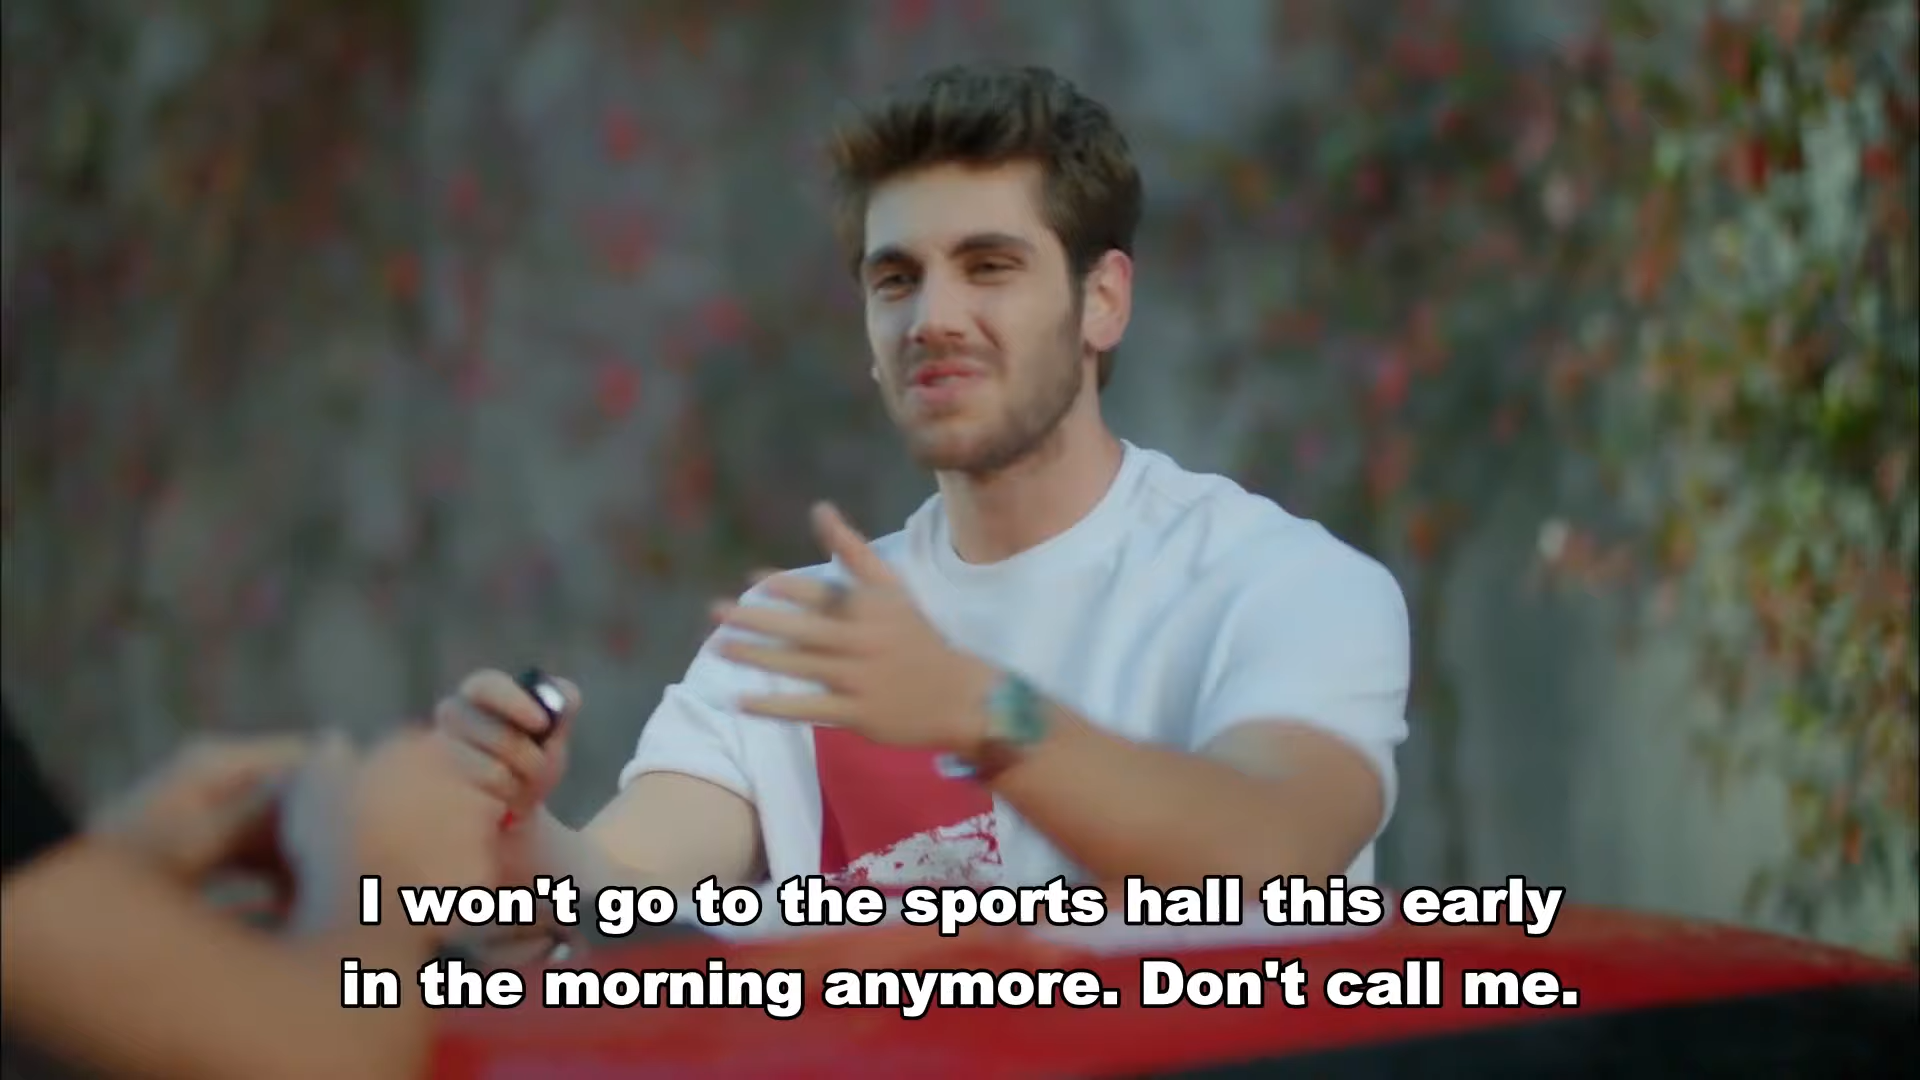 I won't go to the sports hall this early
in the morning anymore. Don't call me.